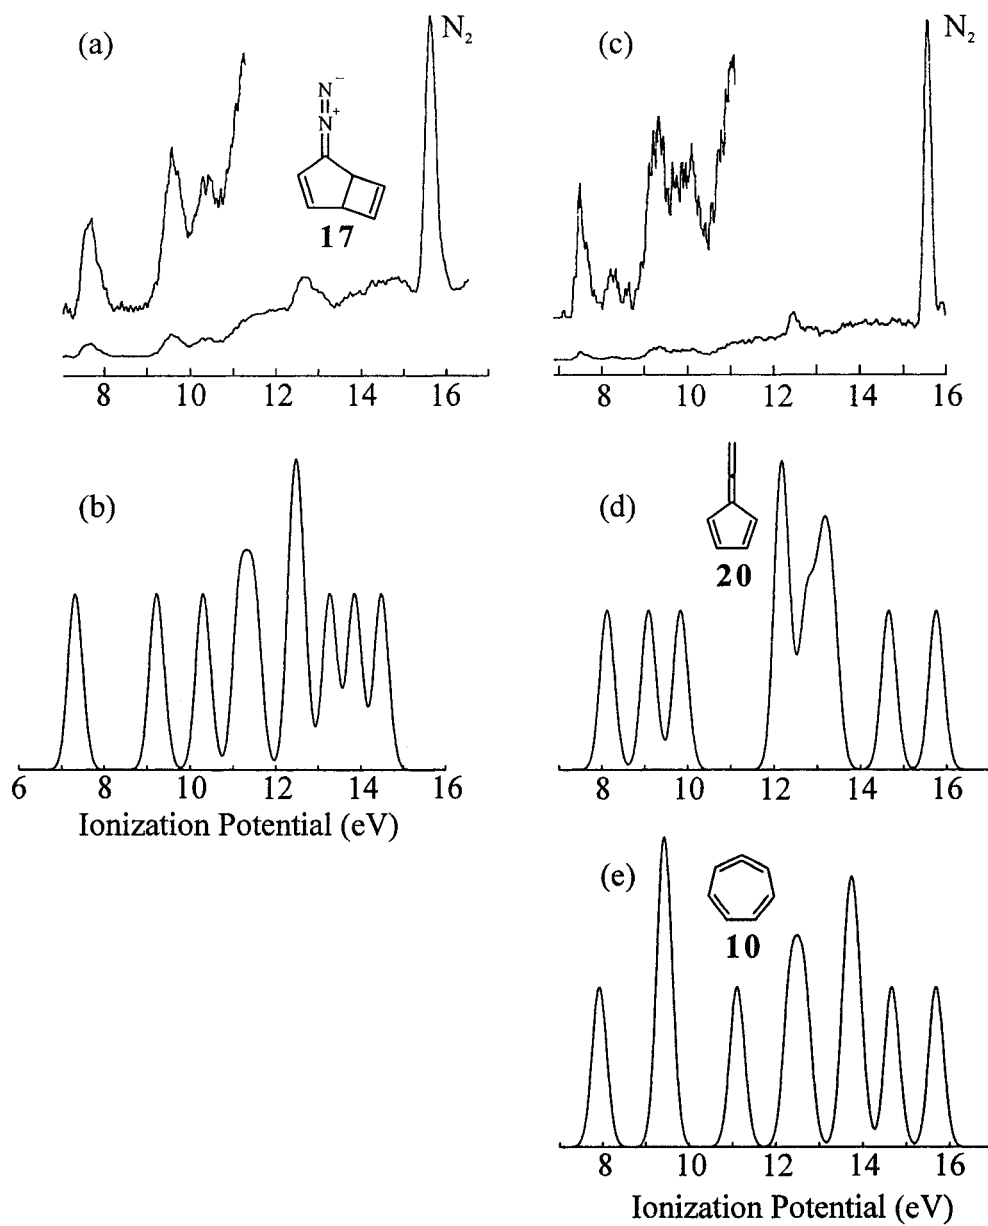 (a)
N₂
N⁻
N⁺
17
8 10 12 14 16
(c)
N₂
8 10 12 14 16
(b)
6 8 10 12 14 6
Ionization Potential (eV)
(d)
20
8 10 12 14 16
(e)
10
8 10 12 14 16
Ionization Potential (eV)